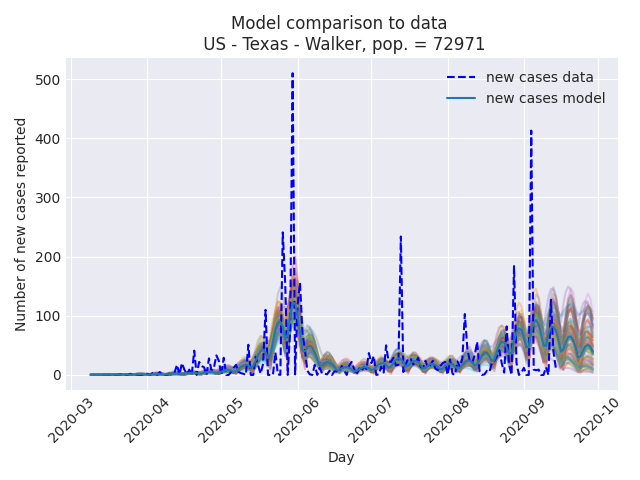 Model comparison to data
US - Texas - Walker, pop. = 72971
new cases data
new cases model
Number of new cases reported
500
400
300
200
100
0
2020-03
2020-04
2020-05
2020-06
2020-07
2020-08
2020-09
2020-10
Day